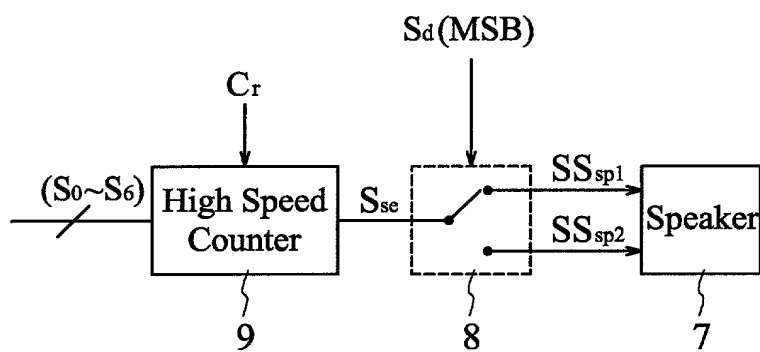 Sd(MSB)
Cr
(S0~S6)
High Speed
Counter
Sse
SSsp1
SSsp2
Speaker
9
8
7